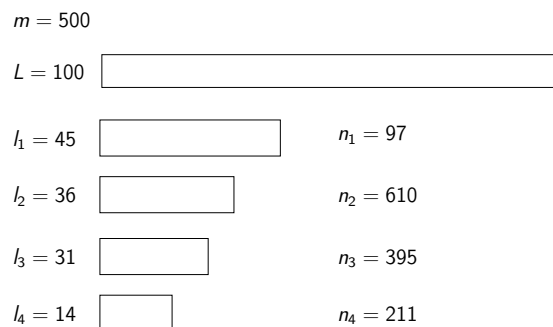 m = 500
L = 100
l₁ = 45 n₁ = 97
l₂ = 36 n₂ = 610
l₃ = 31 n₃ = 395
l₄ = 14 n₄ = 211